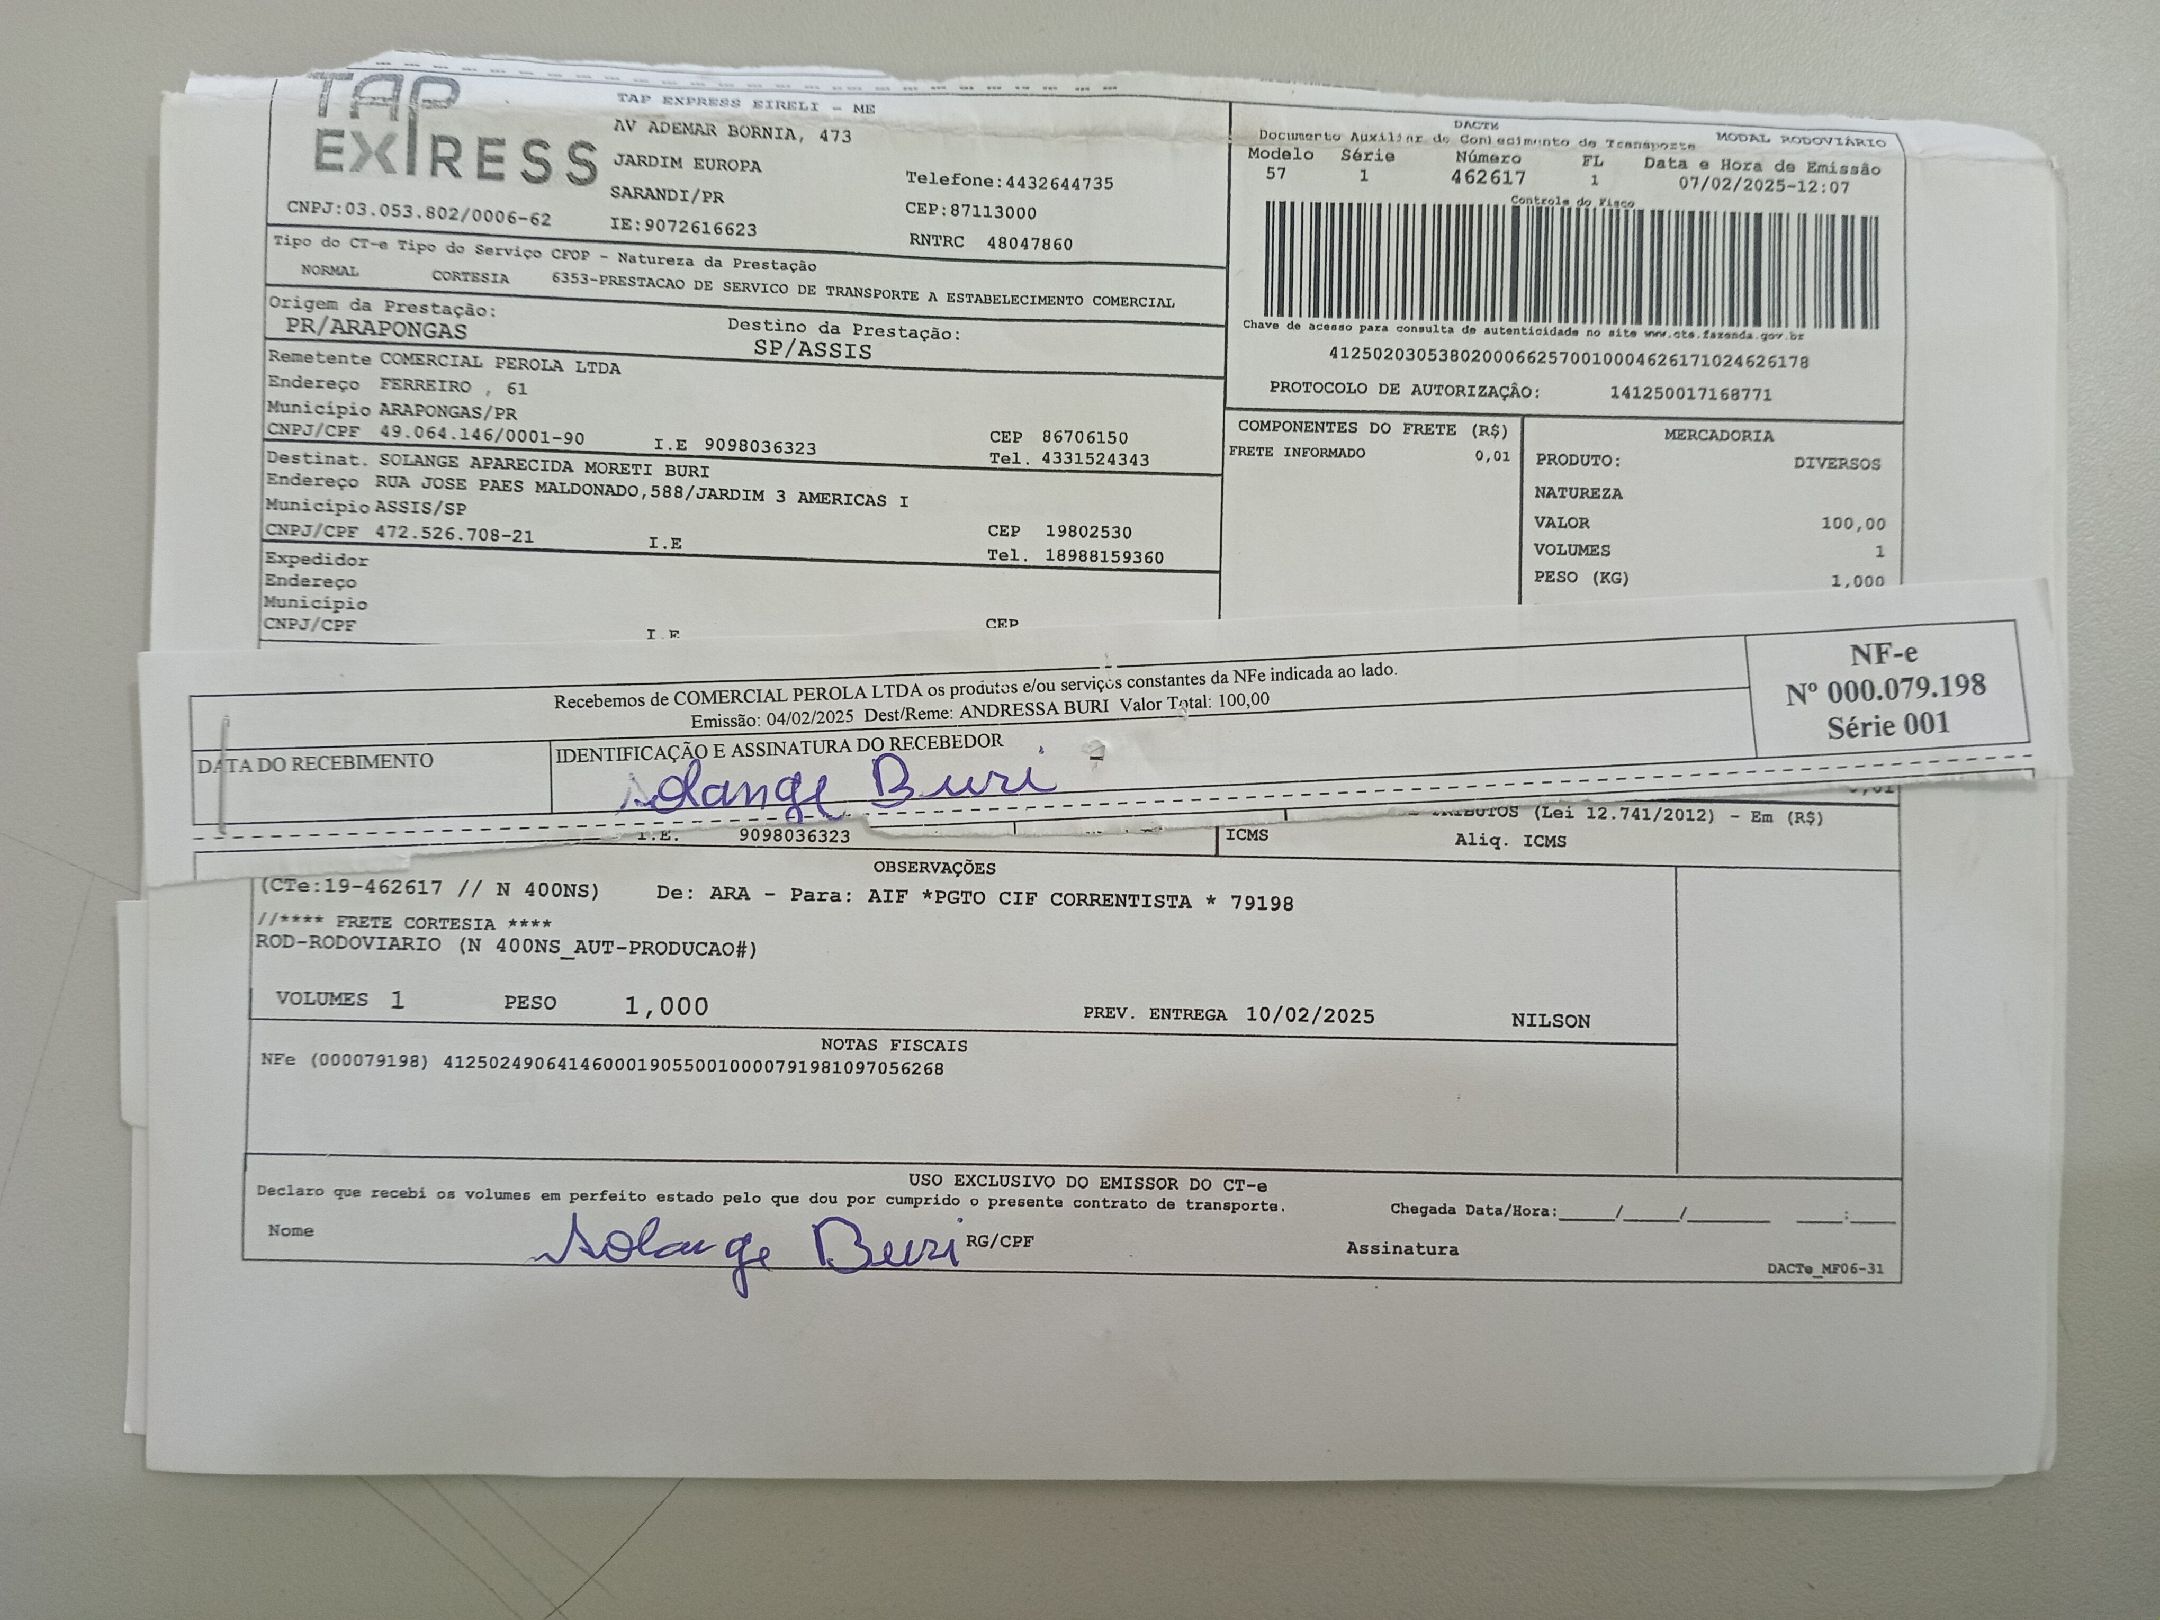 TAP
EXPRESS
TAP EXPRESS EIRELI - ME
AV ADEMAR BORNIA, 473
JARDIM EUROPA
SARANDI/PR
Telefone:4432644735
CEP:87113000
CNPJ:03.053.802/0006-62
IE:9072616623
RNTRC 48047860
DACTE
Documento Auxiliar do Conhecimento de Transporte
MODAL RODOVIÁRIO
Modelo Série Número FL Data e Hora de Emissão
57 1 462617 1 07/02/2025-12:07
Controle do Fisco
Chave de acesso para consulta de autenticidade no site www.cte.fazenda.gov.br
41250203053802000662570010004626171024626178
PROTOCOLO DE AUTORIZAÇÃO: 141250017168771
Tipo do CT-e Tipo do Serviço CFOP - Natureza da Prestação
NORMAL CORTESIA 6353-PRESTACAO DE SERVICO DE TRANSPORTE A ESTABELECIMENTO COMERCIAL
Origem da Prestação: Destino da Prestação:
PR/ARAPONGAS SP/ASSIS
Remetente COMERCIAL PEROLA LTDA
Endereço FERREIRO , 61
Município ARAPONGAS/PR
CNPJ/CPF 49.064.146/0001-90 I.E 9098036323 CEP 86706150
Tel. 4331524343
Destinat. SOLANGE APARECIDA MORETI BURI
Endereço RUA JOSE PAES MALDONADO,588/JARDIM 3 AMERICAS I
Município ASSIS/SP
CNPJ/CPF 472.526.708-21 I.E CEP 19802530
Tel. 18988159360
Expedidor
Endereço
Município
CNPJ/CPF I.E CEP
COMPONENTES DO FRETE (R$)
FRETE INFORMADO 0,01
MERCADORIA
PRODUTO: DIVERSOS
NATUREZA
VALOR 100,00
VOLUMES 1
PESO (KG) 1,000
Recebemos de COMERCIAL PEROLA LTDA os produtos e/ou serviços constantes da NFe indicada ao lado.
Emissão: 04/02/2025 Dest/Reme: ANDRESSA BURI Valor Total: 100,00
NF-e
Nº 000.079.198
Série 001
DATA DO RECEBIMENTO
IDENTIFICAÇÃO E ASSINATURA DO RECEBEDOR
Solange Buri
I.E. 9098036323
(Lei 12.741/2012) - Em (R$)
ICMS Aliq. ICMS
OBSERVAÇÕES
(CTe:19-462617 // N 400NS) De: ARA - Para: AIF *PGTO CIF CORRENTISTA * 79198
//**** FRETE CORTESIA ****
ROD-RODOVIARIO (N 400NS_AUT-PRODUCAO#)
VOLUMES 1 PESO 1,000 PREV. ENTREGA 10/02/2025 NILSON
NOTAS FISCAIS
NFe (000079198) 41250249064146000190550010000791981097056268
USO EXCLUSIVO DO EMISSOR DO CT-e
Declaro que recebi os volumes em perfeito estado pelo que dou por cumprido o presente contrato de transporte.
Chegada Data/Hora:____/____/______ ___:___
Nome Solange Buri RG/CPF Assinatura
DACTe_MF06-31